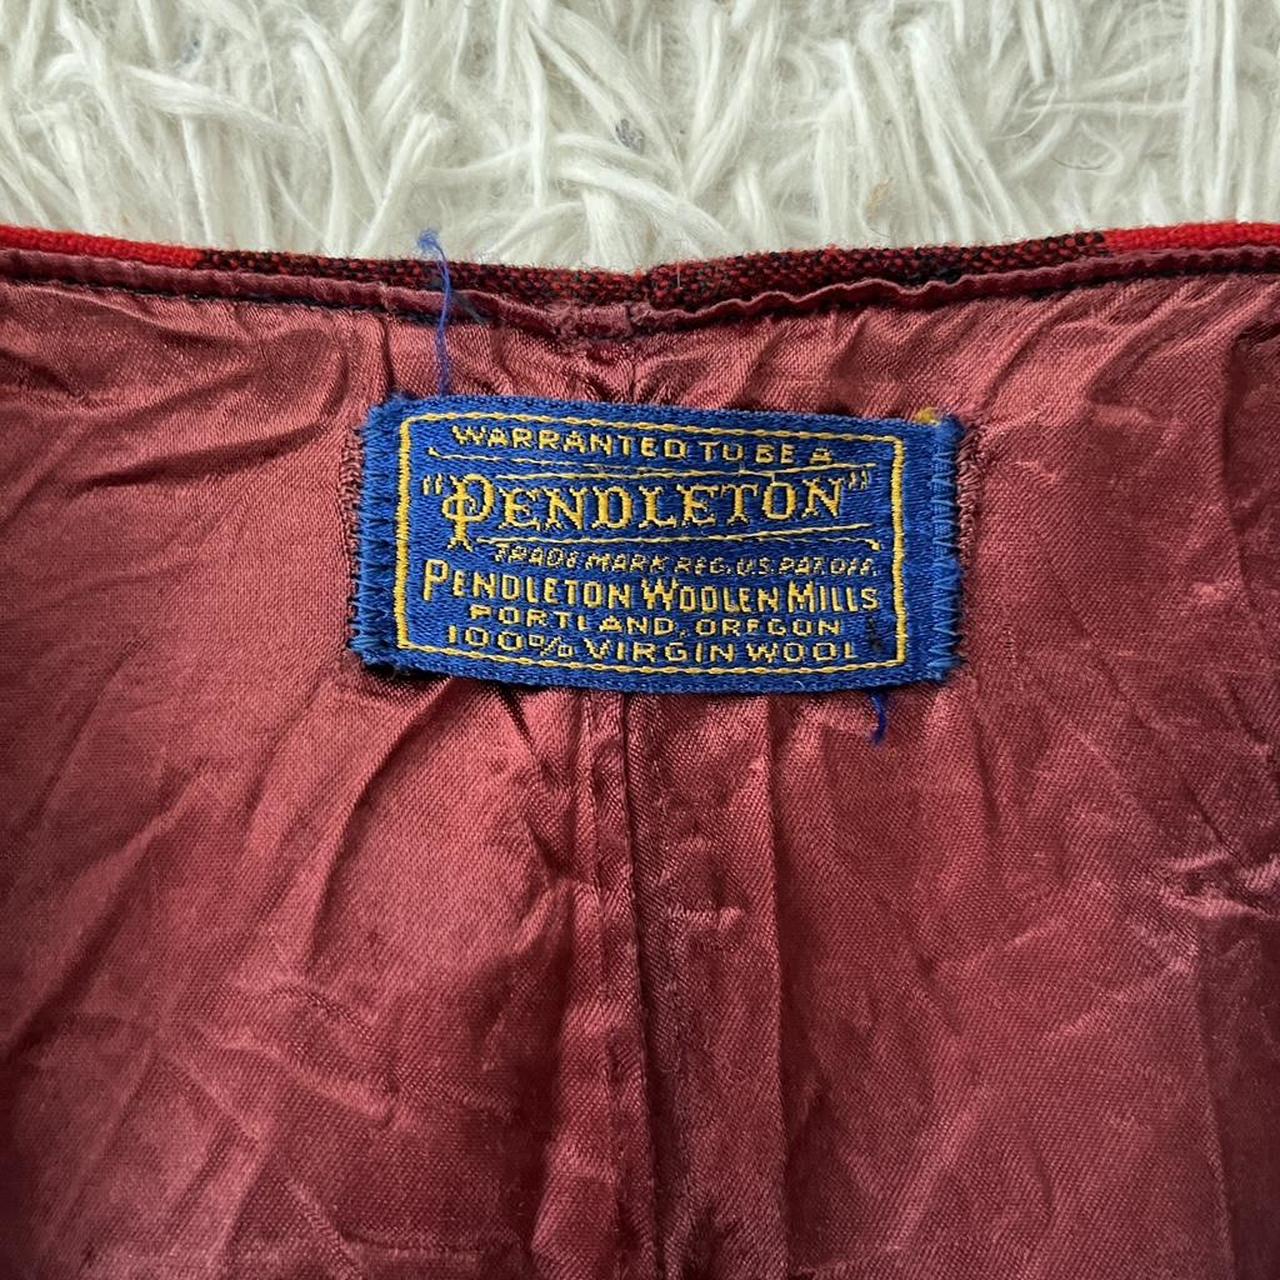 WARRANTED TO BE A
"PENDLETON"
TRADE MARK REG. U.S. PAT. OFF.
PENDLETON WOOLEN MILLS
PORTLAND, OREGON
100% VIRGIN WOOL